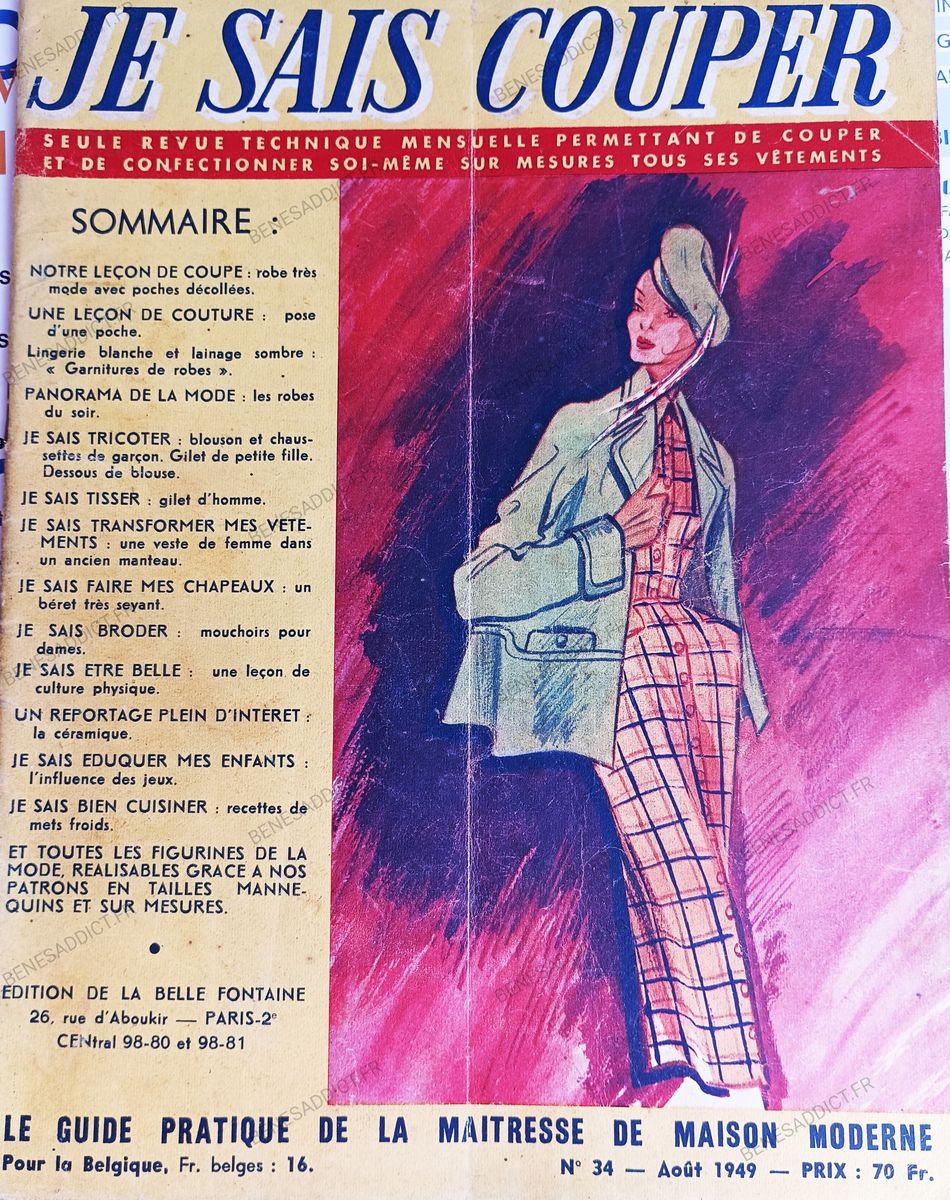 JE SAIS COUPER
SEULE REVUE TECHNIQUE MENSUELLE PERMETTANT DE COUPER
ET DE CONFECTIONNER SOI-MÊME SUR MESURES TOUS SES VÊTEMENTS
SOMMAIRE :
NOTRE LEÇON DE COUPE : robe très
mode avec poches décollées.
UNE LEÇON DE COUTURE : pose
d'une poche.
Lingerie blanche et lainage sombre :
« Garnitures de robes ».
PANORAMA DE LA MODE : les robes
du soir.
JE SAIS TRICOTER : blouson et chaus-
settes de garçon. Gilet de petite fille.
Dessous de blouse.
JE SAIS TISSER : gilet d'homme.
JE SAIS TRANSFORMER MES VETE-
MENTS : une veste de femme dans
un ancien manteau.
JE SAIS FAIRE MES CHAPEAUX : un
béret très seyant.
JE SAIS BRODER : mouchoirs pour
dames.
JE SAIS ETRE BELLE : une leçon de
culture physique.
UN REPORTAGE PLEIN D'INTERET :
la céramique.
JE SAIS EDUQUER MES ENFANTS :
l'influence des jeux.
JE SAIS BIEN CUISINER : recettes de
mets froids.
ET TOUTES LES FIGURINES DE LA
MODE, REALISABLES GRACE A NOS
PATRONS EN TAILLES MANNE-
QUINS ET SUR MESURES.
EDITION DE LA BELLE FONTAINE
26, rue d'Aboukir — PARIS-2e
CENtral 98-80 et 98-81
LE GUIDE PRATIQUE DE LA MAITRESSE DE MAISON MODERNE
Pour la Belgique, Fr. belges : 16.
N° 34 — Août 1949 — PRIX : 70 Fr.
BENESADDICT.FR